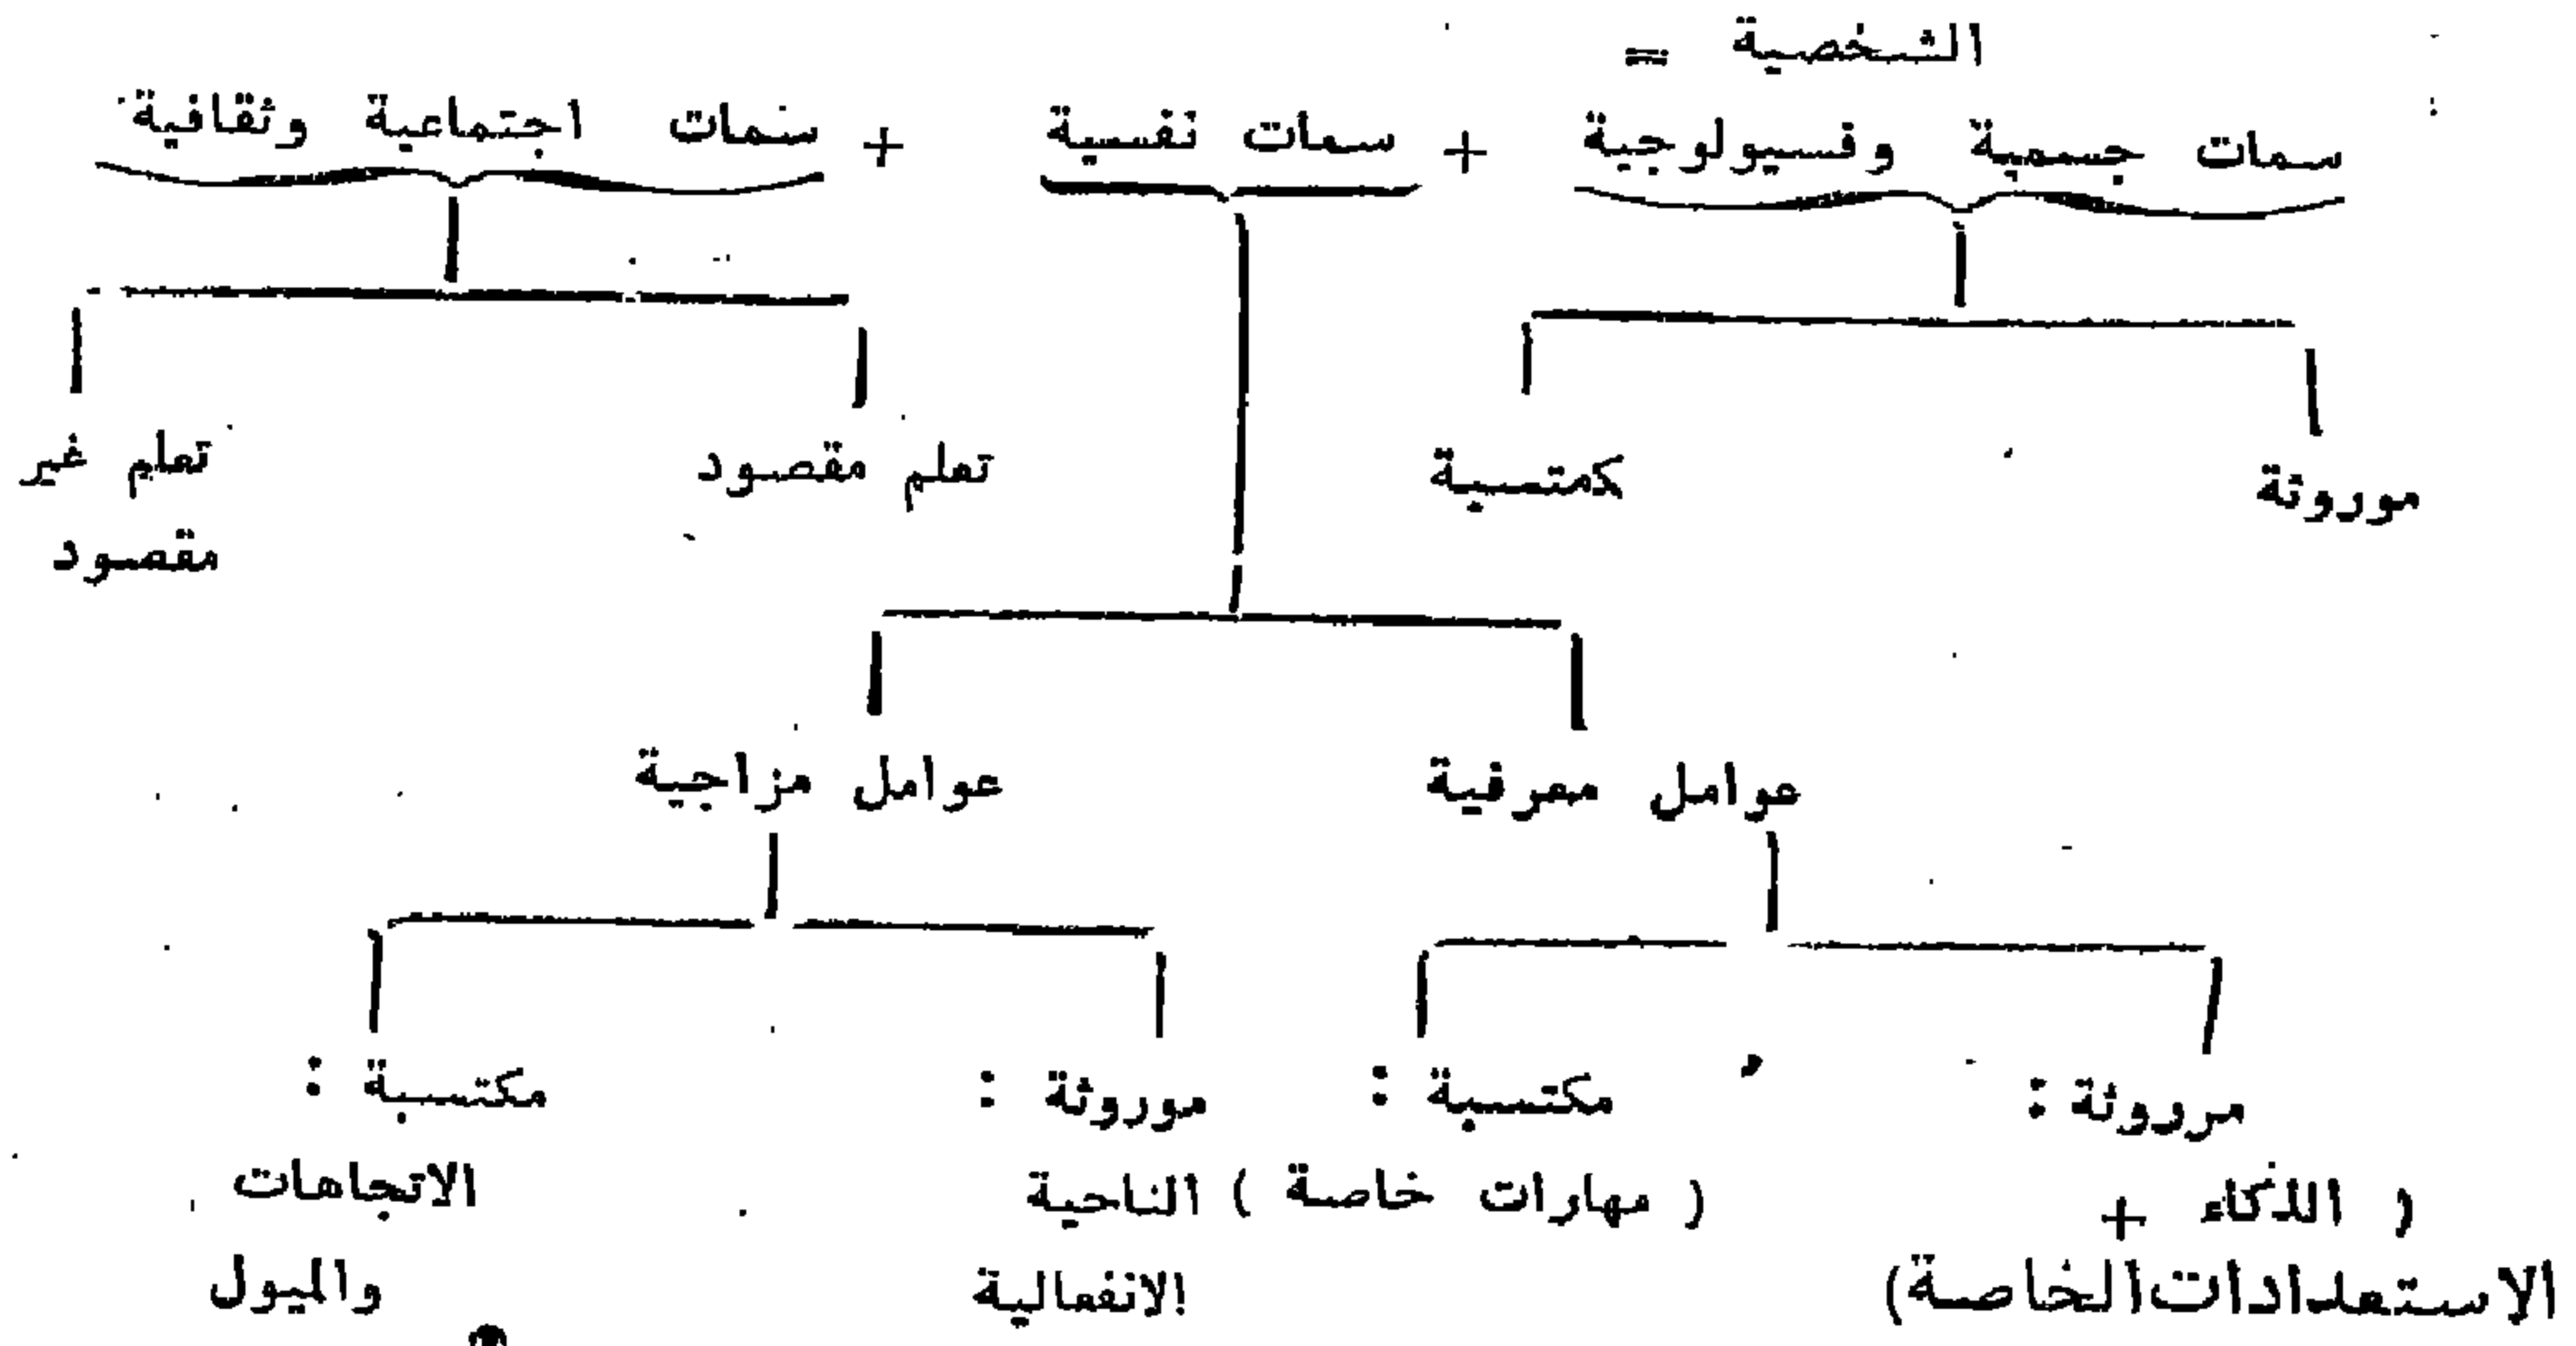 الشخصية =
سمات جسمية وفسيولوجية + سمات نفسية + سمات اجتماعية وثقافية
موروثة
كمتسبة
تعلم مقصود
تعلم غير
مقصود
عوامل معرفية
عوامل مزاجية
مرروثة :
( الذكاء +
الاستعدادات الخاصة)
مكتسبة :
( مهارات خاصة )
موروثة :
الناحية
الانفعالية
مكتسبة :
الاتجاهات
والميول